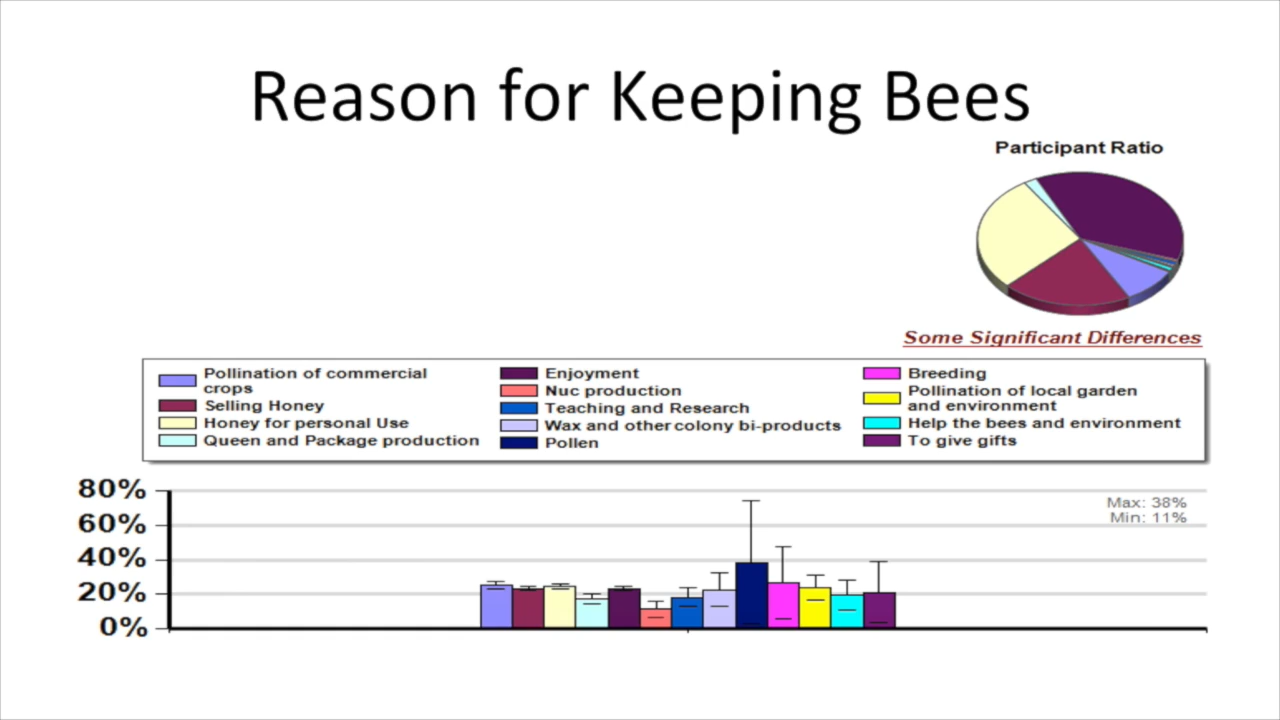 Reason for Keeping Bees
Participant Ratio
Some Significant Differences
Pollination of commercial
crops
Selling Honey
Honey for personal Use
Queen and Package production
Enjoyment
Nuc production
Teaching and Research
Wax and other colony bi-products
Pollen
Breeding
Pollination of local garden
and environment
Help the bees and environment
To give gifts
80%
60%
40%
20%
0%
Max: 38%
Min: 11%